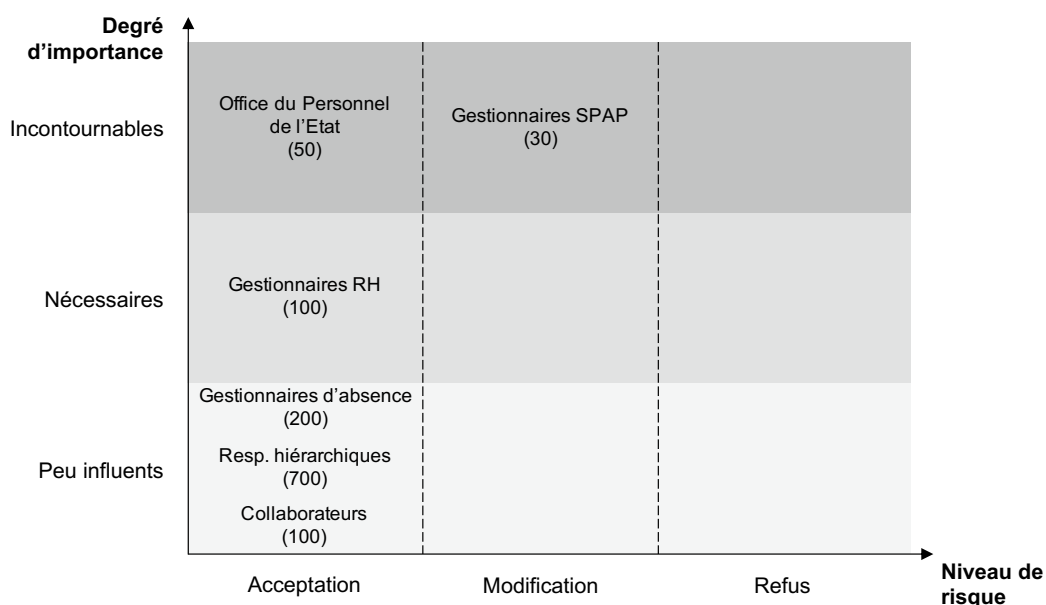 Degré
d’importance
Incontournables
Office du Personnel
de l’Etat
(50)
Gestionnaires SPAP
(30)
Nécessaires
Gestionnaires RH
(100)
Peu influents
Gestionnaires d’absence
(200)
Resp. hiérarchiques
(700)
Collaborateurs
(100)
Acceptation
Modification
Refus
Niveau de
risque